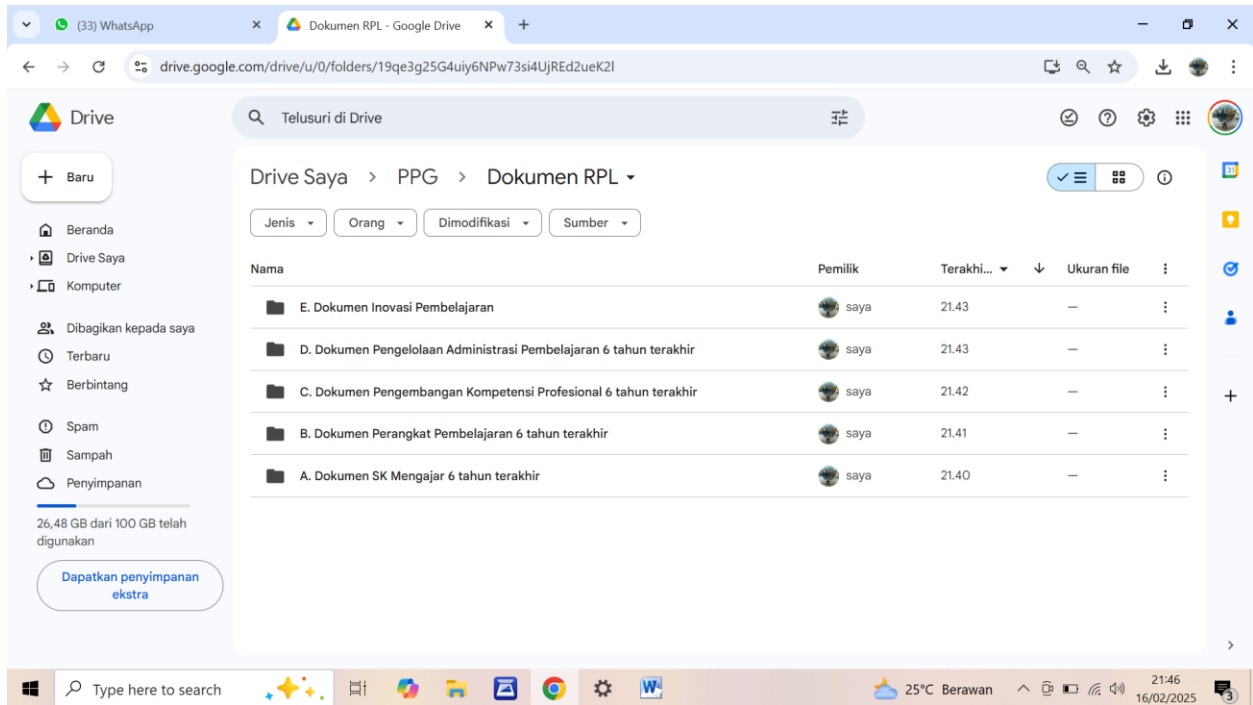 (33) WhatsApp
Dokumen RPL - Google Drive
drive.google.com/drive/u/0/folders/19qe3g25G4uiy6NPw73si4UjREd2ueK2l
Drive
Telusuri di Drive
Baru
Beranda
Drive Saya
Komputer
Dibagikan kepada saya
Terbaru
Berbintang
Spam
Sampah
Penyimpanan
26,48 GB dari 100 GB telah
digunakan
Dapatkan penyimpanan
ekstra
Drive Saya > PPG > Dokumen RPL
Jenis Orang Dimodifikasi Sumber
Nama Pemilik Terakhi... Ukuran file
E. Dokumen Inovasi Pembelajaran saya 21.43 —
D. Dokumen Pengelolaan Administrasi Pembelajaran 6 tahun terakhir saya 21.43 —
C. Dokumen Pengembangan Kompetensi Profesional 6 tahun terakhir saya 21.42 —
B. Dokumen Perangkat Pembelajaran 6 tahun terakhir saya 21.41 —
A. Dokumen SK Mengajar 6 tahun terakhir saya 21.40 —
31
Type here to search
W
25°C Berawan
21:46
16/02/2025
3